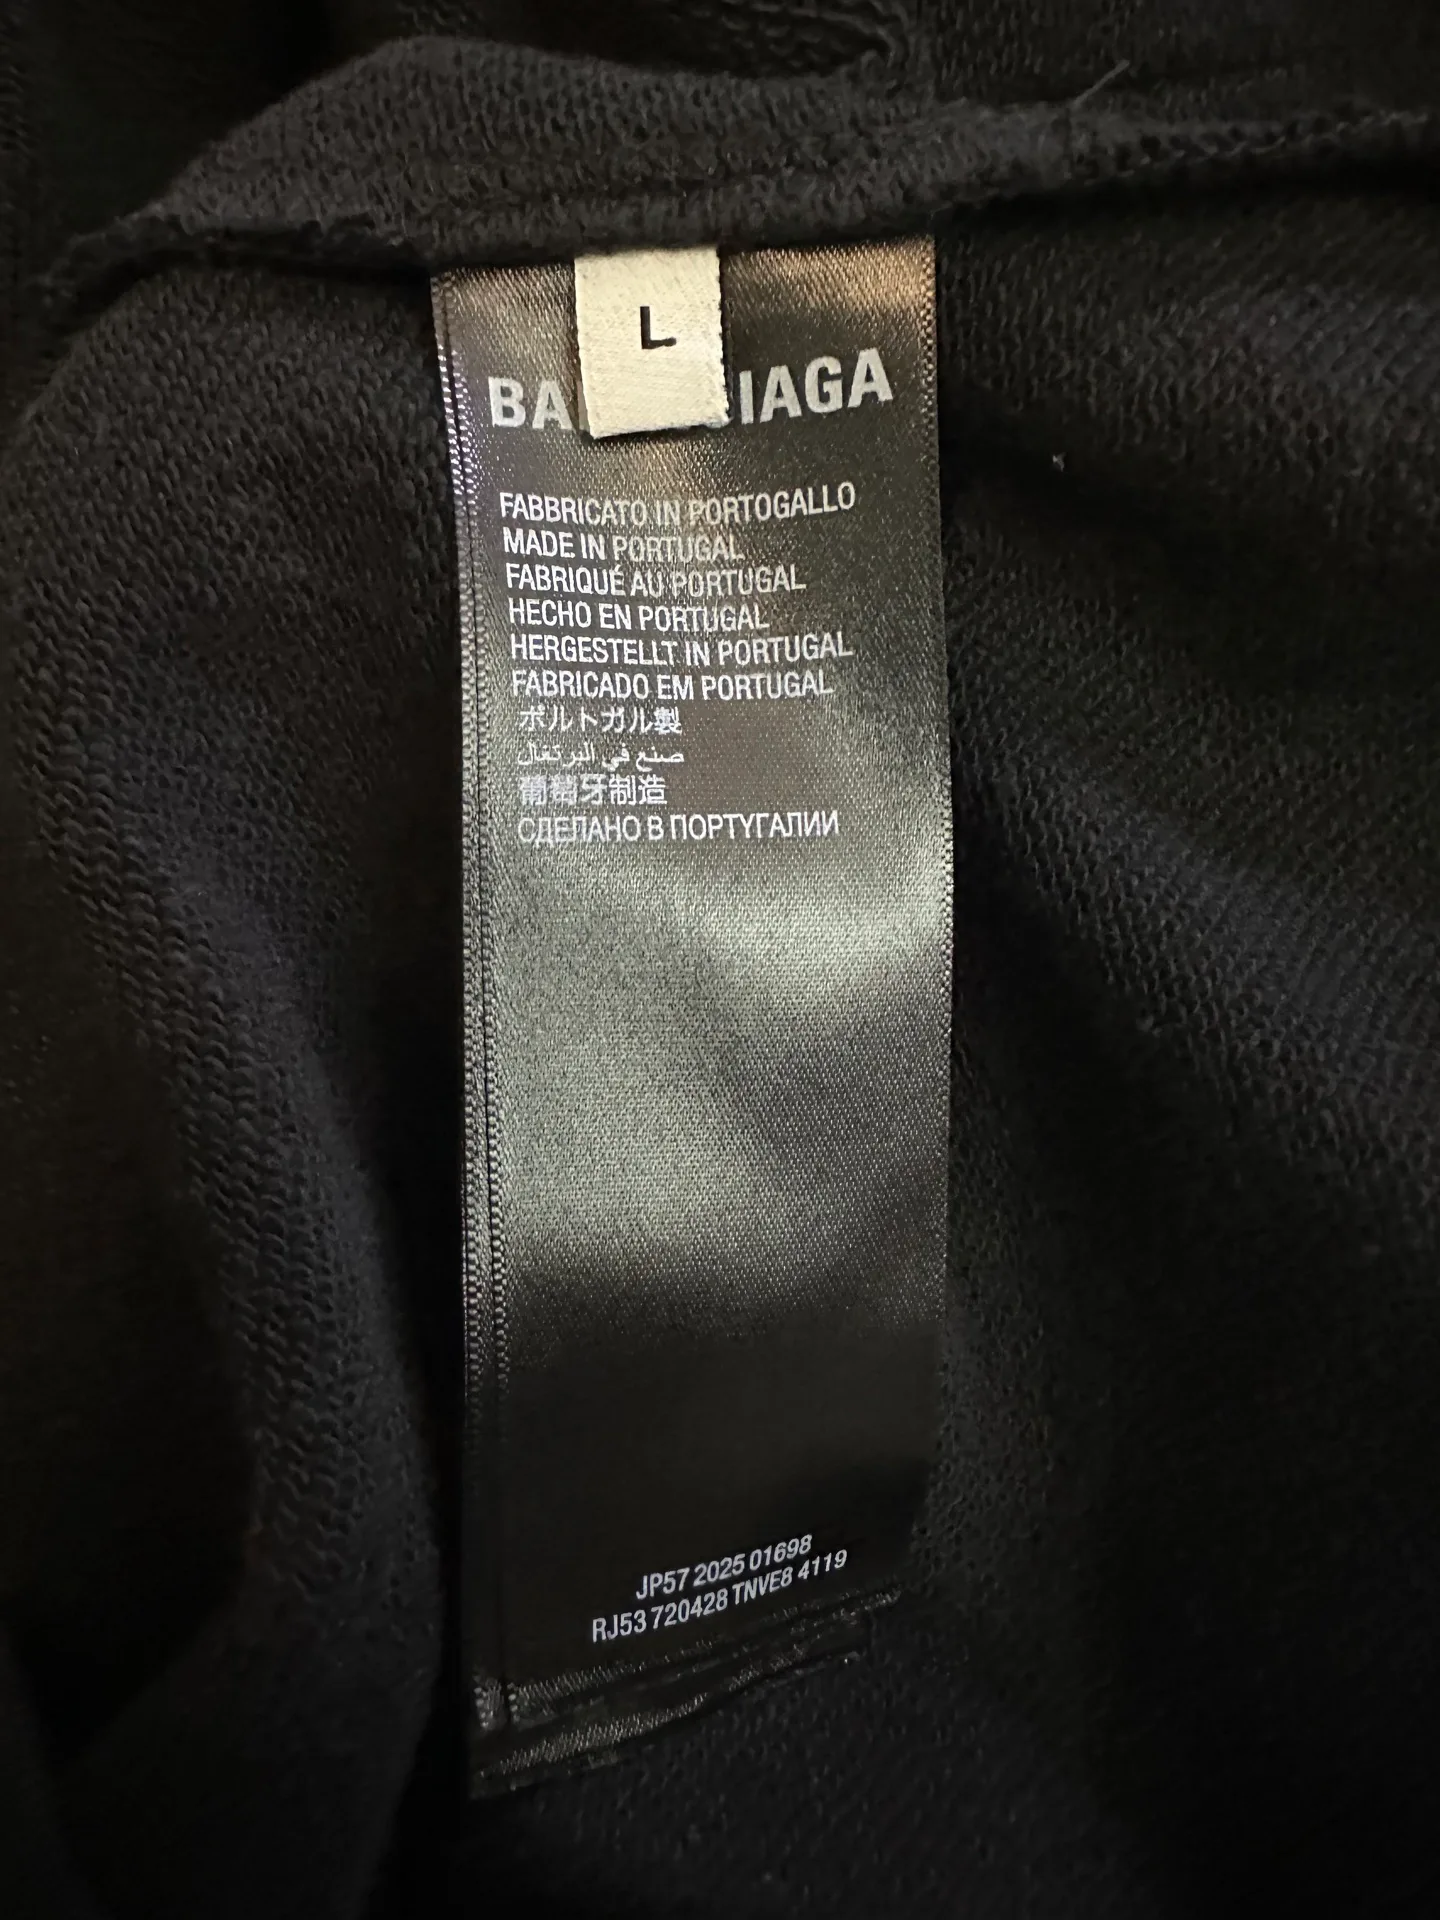 L
BA IAGA
FABBRICATO IN PORTOGALLO
MADE IN PORTUGAL
FABRIQUÉ AU PORTUGAL
HECHO EN PORTUGAL
HERGESTELLT IN PORTUGAL
FABRICADO EM PORTUGAL
ポルトガル製
صنع في البرتغال
葡萄牙制造
СДЕЛАНО В ПОРТУГАЛИИ
JP57 2025 01698
RJ53 720428 TNVE8 4119